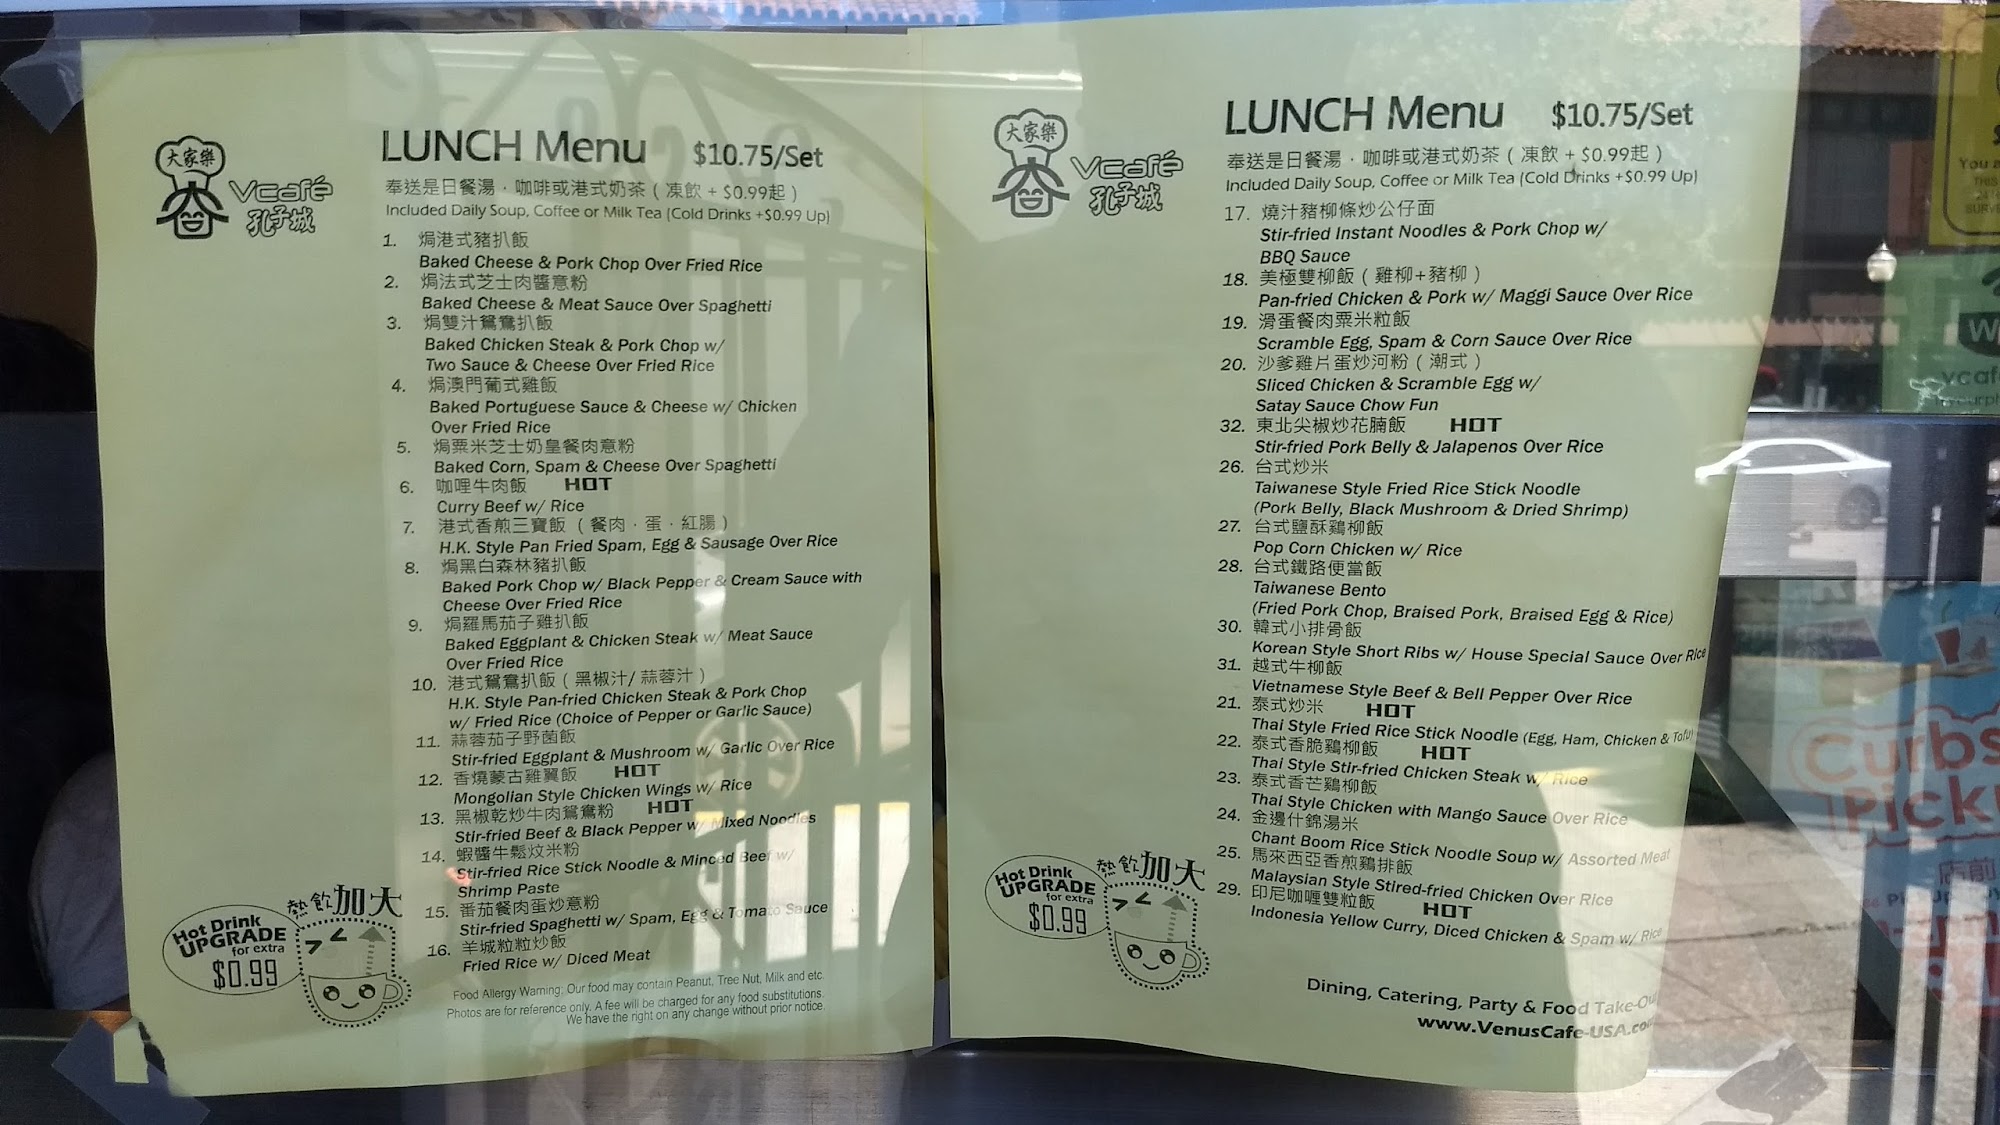 大家樂
Vcafé
孔子城
LUNCH Menu $10.75/Set
奉送是日餐湯 · 咖啡或港式奶茶 ( 凍飲 + $0.99起 )
Included Daily Soup, Coffee or Milk Tea (Cold Drinks +$0.99 Up)
1. 焗港式豬扒飯
Baked Cheese & Pork Chop Over Fried Rice
2. 焗法式芝士肉醬意粉
Baked Cheese & Meat Sauce Over Spaghetti
3. 焗雙汁鴛鴦扒飯
Baked Chicken Steak & Pork Chop w/
Two Sauce & Cheese Over Fried Rice
4. 焗澳門葡式雞飯
Baked Portuguese Sauce & Cheese w/ Chicken
Over Fried Rice
5. 焗粟米芝士奶皇餐肉意粉
Baked Corn, Spam & Cheese Over Spaghetti
6. 咖哩牛肉飯 HOT
Curry Beef w/ Rice
7. 港式香煎三寶飯 ( 餐肉 · 蛋 · 紅腸 )
H.K. Style Pan Fried Spam, Egg & Sausage Over Rice
8. 焗黑白森林豬扒飯
Baked Pork Chop w/ Black Pepper & Cream Sauce with
Cheese Over Fried Rice
9. 焗羅馬茄子雞扒飯
Baked Eggplant & Chicken Steak w/ Meat Sauce
Over Fried Rice
10. 港式鴛鴦扒飯 ( 黑椒汁/ 蒜蓉汁 )
H.K. Style Pan-fried Chicken Steak & Pork Chop
w/ Fried Rice (Choice of Pepper or Garlic Sauce)
11. 蒜蓉茄子野菌飯
Stir-fried Eggplant & Mushroom w/ Garlic Over Rice
12. 香燒蒙古雞翼飯 HOT
Mongolian Style Chicken Wings w/ Rice
13. 黑椒乾炒牛肉鴛鴦粉 HOT
Stir-fried Beef & Black Pepper w/ Mixed Noodles
14. 蝦醬牛鬆炆米粉
Stir-fried Rice Stick Noodle & Minced Beef w/
Shrimp Paste
15. 番茄餐肉蛋炒意粉
Stir-fried Spaghetti w/ Spam, Egg & Tomato Sauce
16. 羊城粒粒炒飯
Fried Rice w/ Diced Meat
Food Allergy Warning: Our food may contain Peanut, Tree Nut, Milk and etc.
Photos are for reference only. A fee will be charged for any food substitutions.
We have the right on any change without prior notice.
熱飲加大
Hot Drink
UPGRADE
for extra
$0.99
大家樂
Vcafé
孔子城
LUNCH Menu $10.75/Set
奉送是日餐湯 · 咖啡或港式奶茶 ( 凍飲 + $0.99起 )
Included Daily Soup, Coffee or Milk Tea (Cold Drinks +$0.99 Up)
17. 燒汁豬柳條炒公仔面
Stir-fried Instant Noodles & Pork Chop w/
BBQ Sauce
18. 美極雙柳飯 ( 雞柳+豬柳 )
Pan-fried Chicken & Pork w/ Maggi Sauce Over Rice
19. 滑蛋餐肉粟米粒飯
Scramble Egg, Spam & Corn Sauce Over Rice
20. 沙爹雞片蛋炒河粉 ( 潮式 )
Sliced Chicken & Scramble Egg w/
Satay Sauce Chow Fun
32. 東北尖椒炒花腩飯 HOT
Stir-fried Pork Belly & Jalapenos Over Rice
26. 台式炒米
Taiwanese Style Fried Rice Stick Noodle
(Pork Belly, Black Mushroom & Dried Shrimp)
27. 台式鹽酥鷄柳飯
Pop Corn Chicken w/ Rice
28. 台式鐵路便當飯
Taiwanese Bento
(Fried Pork Chop, Braised Pork, Braised Egg & Rice)
30. 韓式小排骨飯
Korean Style Short Ribs w/ House Special Sauce Over Rice
31. 越式牛柳飯
Vietnamese Style Beef & Bell Pepper Over Rice
21. 泰式炒米 HOT
Thai Style Fried Rice Stick Noodle (Egg, Ham, Chicken & Tofu)
22. 泰式香脆鷄柳飯 HOT
Thai Style Stir-fried Chicken Steak w/ Rice
23. 泰式香芒鷄柳飯
Thai Style Chicken with Mango Sauce Over Rice
24. 金邊什錦湯米
Chant Boom Rice Stick Noodle Soup w/ Assorted Meat
25. 馬來西亞香煎鷄排飯
Malaysian Style Stired-fried Chicken Over Rice
29. 印尼咖喱雙粒飯 HOT
Indonesia Yellow Curry, Diced Chicken & Spam w/ Rice
熱飲加大
Hot Drink
UPGRADE
for extra
$0.99
Dining, Catering, Party & Food Take-Out
www.VenusCafe-USA.co
You a
THIS
SURVE
vcaf
Curbs
Pick
店前